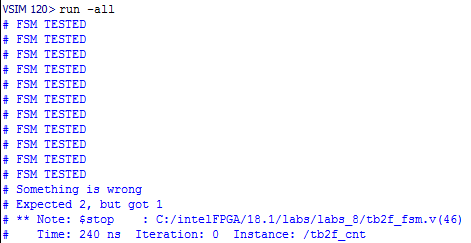 VSIM 120> run -all
# FSM TESTED
# FSM TESTED
# FSM TESTED
# FSM TESTED
# FSM TESTED
# FSM TESTED
# FSM TESTED
# FSM TESTED
# FSM TESTED
# FSM TESTED
# FSM TESTED
# Something is wrong
# Expected 2, but got 1
# ** Note: $stop    : C:/intelFPGA/18.1/labs/labs_8/tb2f_fsm.v(46)
#    Time: 240 ns  Iteration: 0  Instance: /tb2f_cnt